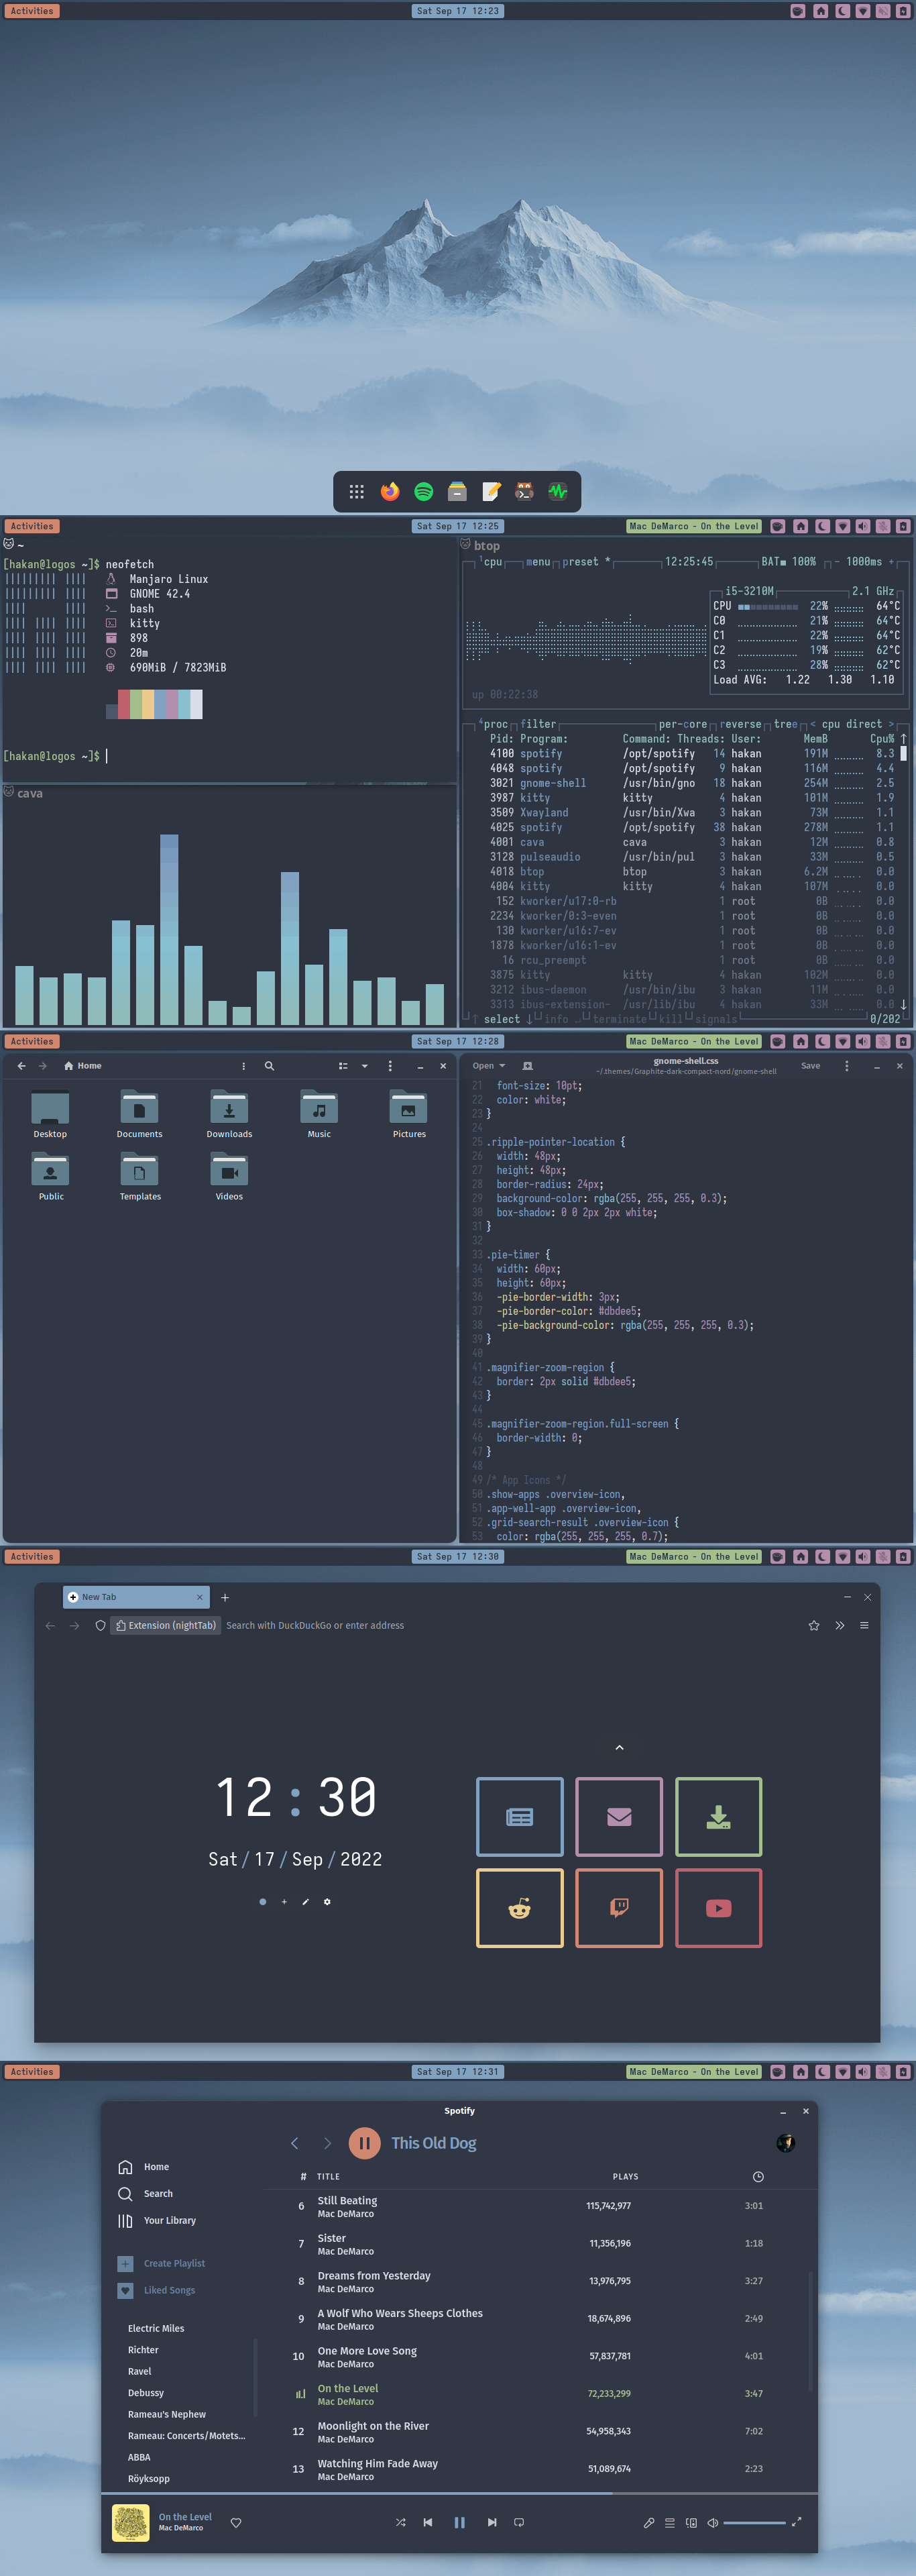 Activities
Sat Sep 17 12:23
Activities
Sat Sep 17 12:25
Mac DeMarco - On the Level
~
[hakan@logos ~]$ neofetch
Manjaro Linux
GNOME 42.4
bash
kitty
898
20m
690MiB / 7823MiB
[hakan@logos ~]$
cava
btop
1cpu menu preset * 12:25:45 BAT■ 100% - 1000ms +
i5-3210M 2.1 GHz
CPU 22% 64°C
C0 21% 64°C
C1 22% 64°C
C2 19% 62°C
C3 28% 62°C
Load AVG: 1.22 1.30 1.10
up 00:22:38
4proc filter per-core reverse tree < cpu direct >
Pid: Program: Command: Threads: User: MemB Cpu% ↑
4100 spotify /opt/spotify 14 hakan 191M 8.3
4048 spotify /opt/spotify 9 hakan 116M 4.4
3021 gnome-shell /usr/bin/gno 18 hakan 254M 2.5
3987 kitty kitty 4 hakan 101M 1.9
3509 Xwayland /usr/bin/Xwa 3 hakan 73M 1.1
4025 spotify /opt/spotify 38 hakan 278M 1.1
4001 cava cava 3 hakan 12M 0.8
3128 pulseaudio /usr/bin/pul 3 hakan 33M 0.5
4018 btop btop 3 hakan 6.2M 0.0
4004 kitty kitty 4 hakan 107M 0.0
152 kworker/u17:0-rb 1 root 0B 0.0
2234 kworker/0:3-even 1 root 0B 0.0
130 kworker/u16:7-ev 1 root 0B 0.0
1878 kworker/u16:1-ev 1 root 0B 0.0
16 rcu_preempt 1 root 0B 0.0
3875 kitty kitty 4 hakan 102M 0.0
3212 ibus-daemon /usr/bin/ibu 3 hakan 11M 0.0
3313 ibus-extension- /usr/lib/ibu 4 hakan 33M 0.0 ↓
↑ select ↓ info ↵ terminate kill signals 0/202
Activities
Sat Sep 17 12:28
Mac DeMarco - On the Level
Home
Desktop
Documents
Downloads
Music
Pictures
Public
Templates
Videos
Open
gnome-shell.css
~/.themes/Graphite-dark-compact-nord/gnome-shell
Save
21 font-size: 10pt;
22 color: white;
23 }
24
25 .ripple-pointer-location {
26 width: 48px;
27 height: 48px;
28 border-radius: 24px;
29 background-color: rgba(255, 255, 255, 0.3);
30 box-shadow: 0 0 2px 2px white;
31 }
32
33 .pie-timer {
34 width: 60px;
35 height: 60px;
36 -pie-border-width: 3px;
37 -pie-border-color: #dbdee5;
38 -pie-background-color: rgba(255, 255, 255, 0.3);
39 }
40
41 .magnifier-zoom-region {
42 border: 2px solid #dbdee5;
43 }
44
45 .magnifier-zoom-region.full-screen {
46 border-width: 0;
47 }
48
49 /* App Icons */
50 .show-apps .overview-icon,
51 .app-well-app .overview-icon,
52 .grid-search-result .overview-icon {
53 color: rgba(255, 255, 255, 0.7);
Activities
Sat Sep 17 12:30
Mac DeMarco - On the Level
New Tab
Extension (nightTab)
Search with DuckDuckGo or enter address
12 : 30
Sat / 17 / Sep / 2022
Activities
Sat Sep 17 12:31
Mac DeMarco - On the Level
Spotify
Home
Search
Your Library
Create Playlist
Liked Songs
Electric Miles
Richter
Ravel
Debussy
Rameau's Nephew
Rameau: Concerts/Motets...
ABBA
Röyksopp
This Old Dog
# TITLE PLAYS
6 Still Beating 115,742,977 3:01
Mac DeMarco
7 Sister 11,356,196 1:18
Mac DeMarco
8 Dreams from Yesterday 13,976,795 3:27
Mac DeMarco
9 A Wolf Who Wears Sheeps Clothes 18,674,896 2:49
Mac DeMarco
10 One More Love Song 57,837,781 4:01
Mac DeMarco
On the Level 72,233,299 3:47
Mac DeMarco
12 Moonlight on the River 54,958,343 7:02
Mac DeMarco
13 Watching Him Fade Away 51,089,674 2:23
Mac DeMarco
On the Level
Mac DeMarco